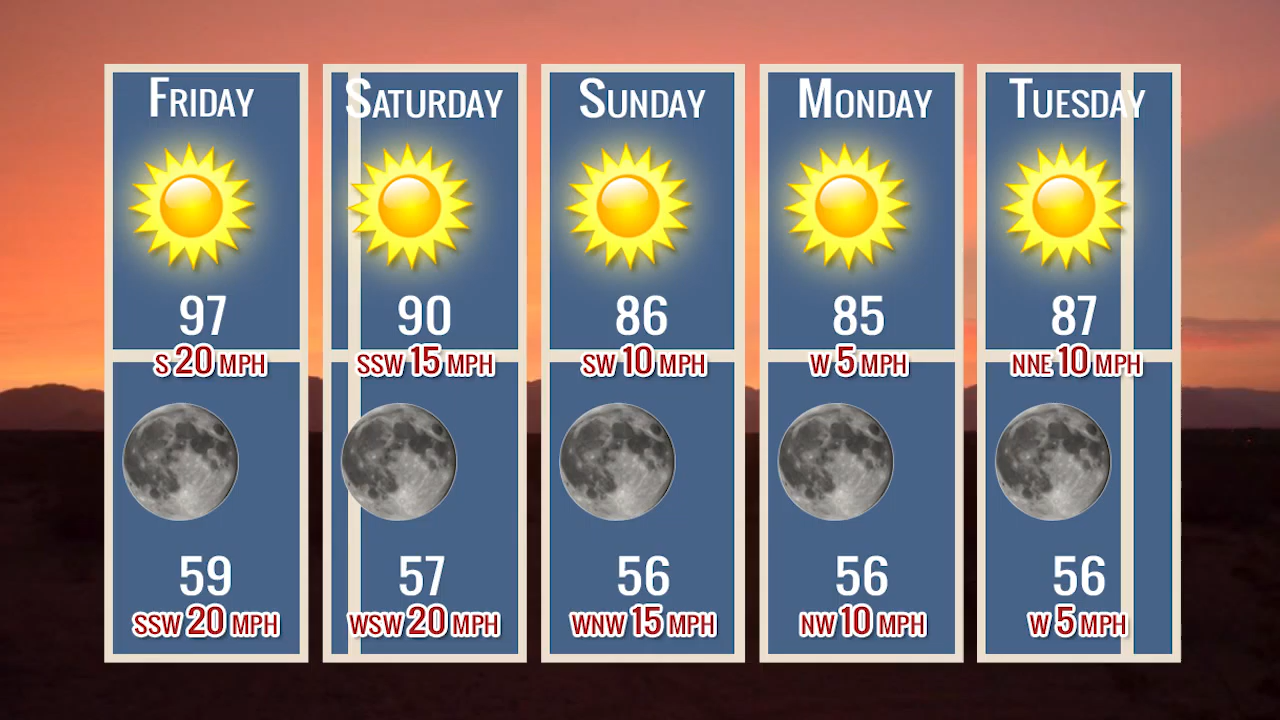 FRIDAY
97
S 20 MPH
59
SSW 20 MPH
SATURDAY
90
SSW 15 MPH
57
WSW 20 MPH
SUNDAY
86
SW 10 MPH
56
WNW 15 MPH
MONDAY
85
W 5 MPH
56
NW 10 MPH
TUESDAY
87
NNE 10 MPH
56
W 5 MPH